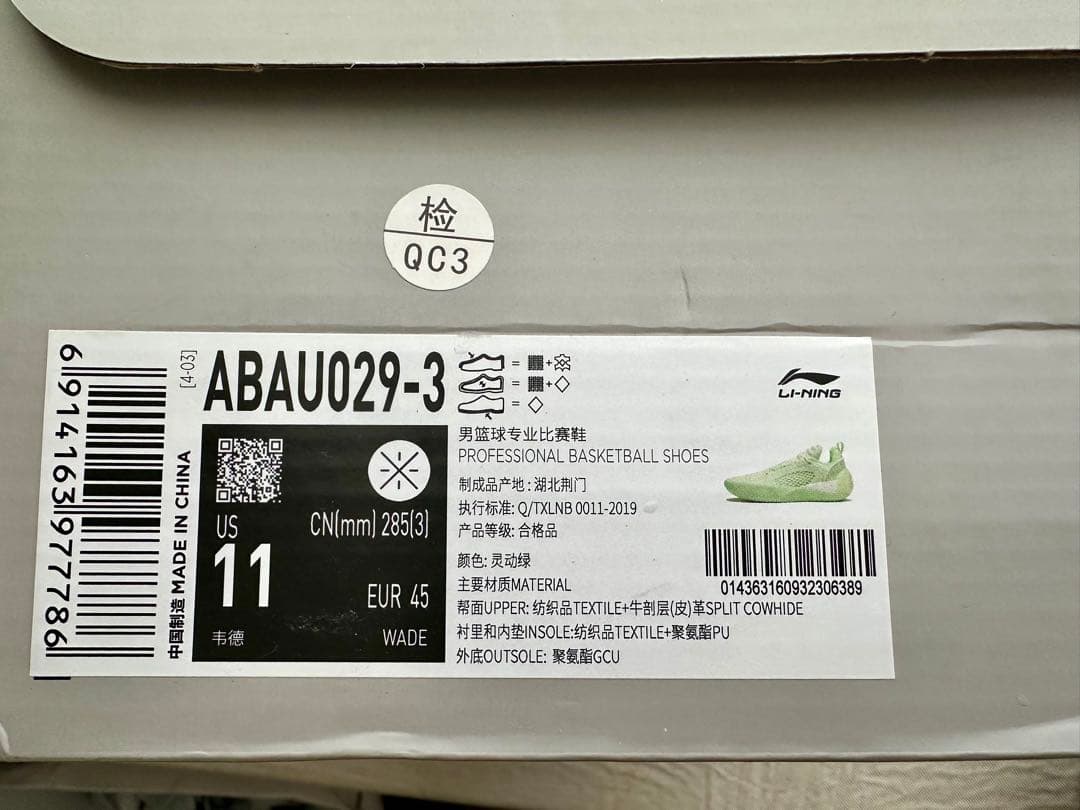 检
QC3
6914163977786
中国制造 MADE IN CHINA
[4-03]
ABAU029-3
US
11
CN(mm) 285(3)
EUR 45
韦德
WADE
=
+
=
+
=
男篮球专业比赛鞋
PROFESSIONAL BASKETBALL SHOES
制成品产地:湖北荆门
执行标准: Q/TXLNB 0011-2019
产品等级: 合格品
颜色: 灵动绿
主要材质MATERIAL
帮面UPPER: 纺织品TEXTILE+牛剖层(皮)革SPLIT COWHIDE
衬里和内垫INSOLE:纺织品TEXTILE+聚氨酯PU
外底OUTSOLE: 聚氨酯GCU
LI-NING
014363160932306389